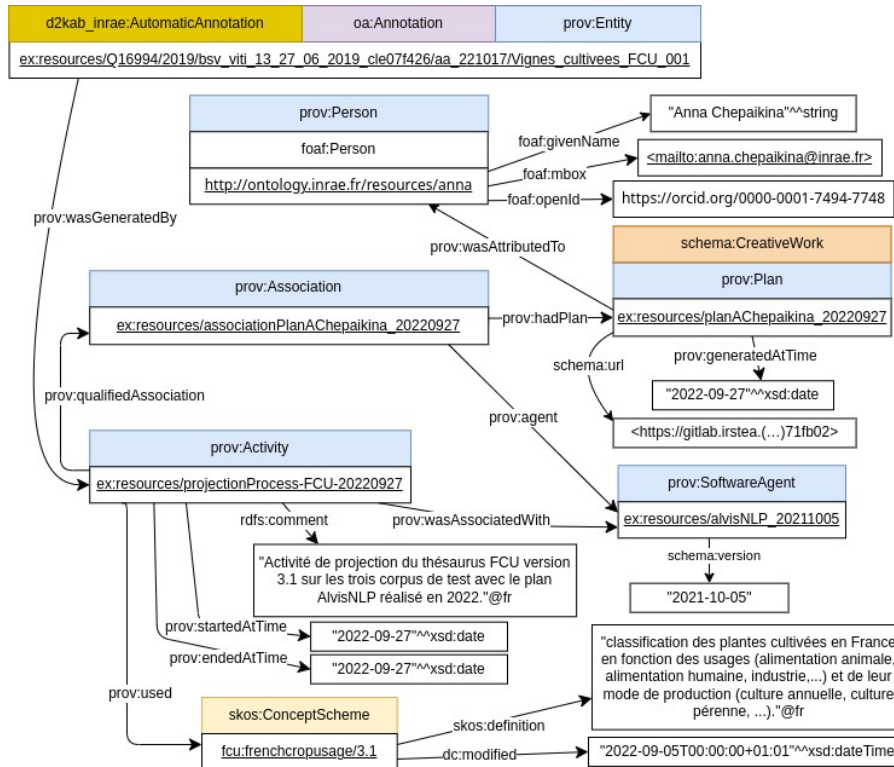 d2kab_inrae:AutomaticAnnotation
oa:Annotation
prov:Entity
ex:resources/Q16994/2019/bsv_viti_13_27_06_2019_cle07f426/aa_221017/Vignes_cultivees_FCU_001
prov:Person
foaf:Person
http://ontology.inrae.fr/resources/anna
foaf:givenName
"Anna Chepaikina"^^string
foaf:mbox
<mailto:anna.chepaikina@inrae.fr>
foaf:openId
https://orcid.org/0000-0001-7494-7748
prov:wasGeneratedBy
prov:wasAttributedTo
schema:CreativeWork
prov:Plan
ex:resources/planAChepaikina_20220927
prov:Association
ex:resources/associationPlanAChepaikina_20220927
prov:hadPlan
prov:generatedAtTime
schema:url
"2022-09-27"^^xsd:date
<https://gitlab.irstea.(…)71fb02>
prov:qualifiedAssociation
prov:agent
prov:Activity
ex:resources/projectionProcess-FCU-20220927
prov:SoftwareAgent
ex:resources/alvisNLP_20211005
rdfs:comment
prov:wasAssociatedWith
schema:version
"2021-10-05"
"Activité de projection du thésaurus FCU version
3.1 sur les trois corpus de test avec le plan
AlvisNLP réalisé en 2022."@fr
prov:startedAtTime
"2022-09-27"^^xsd:date
prov:endedAtTime
"2022-09-27"^^xsd:date
prov:used
"classification des plantes cultivées en France
en fonction des usages (alimentation animale,
alimentation humaine, industrie,...) et de leur
mode de production (culture annuelle, culture
pérenne, ...)."@fr
skos:ConceptScheme
fcu:frenchcropusage/3.1
skos:definition
dc:modified
"2022-09-05T00:00:00+01:01"^^xsd:dateTime